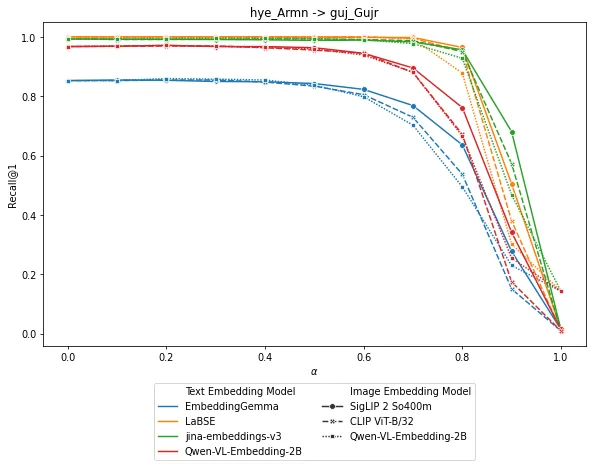 hye_Armn -> guj_Gujr
Recall@1
1.0
0.8
0.6
0.4
0.2
0.0
0.0 0.2 0.4 0.6 0.8 1.0
α
Text Embedding Model Image Embedding Model
EmbeddingGemma SigLIP 2 So400m
LaBSE CLIP ViT-B/32
jina-embeddings-v3 Qwen-VL-Embedding-2B
Qwen-VL-Embedding-2B